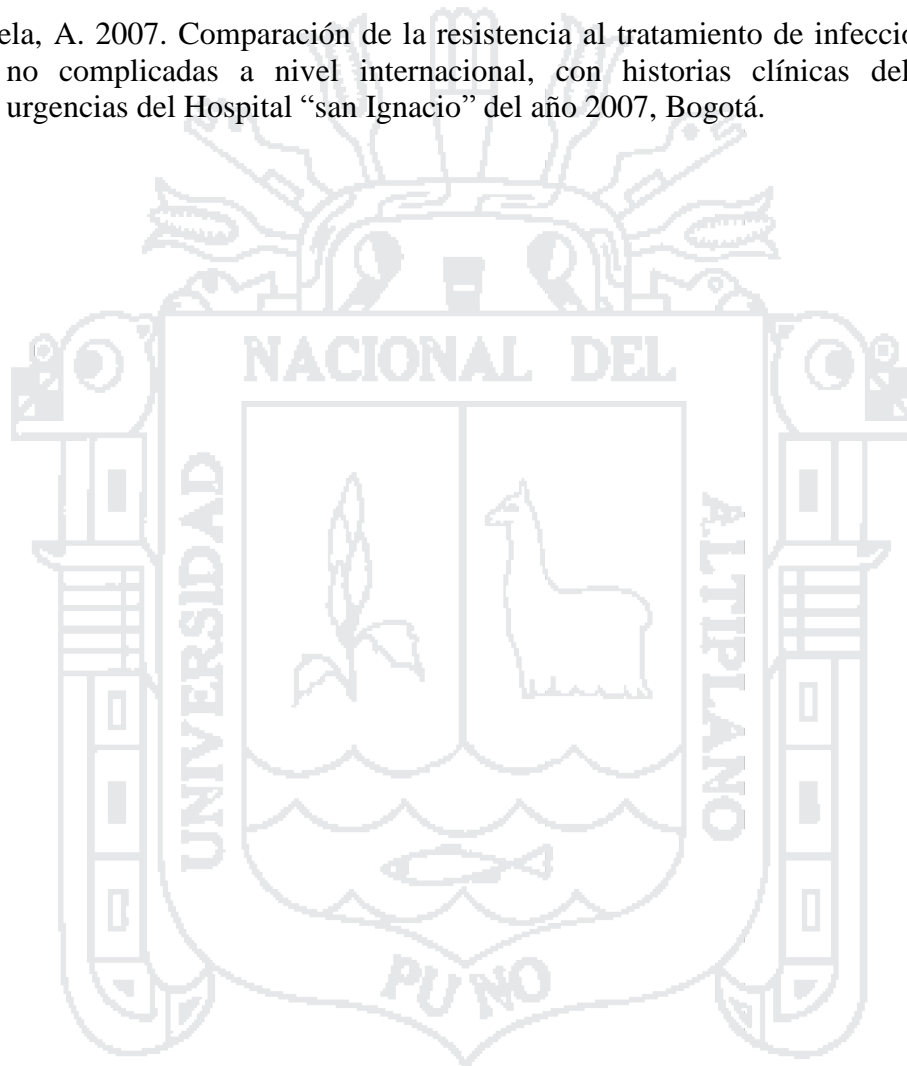 ela, A. 2007. Comparación de la resistencia al tratamiento de infeccio
no complicadas a nivel internacional, con historias clínicas del
urgencias del Hospital “san Ignacio” del año 2007, Bogotá.
NACIONAL DEL
UNIVERSIDAD
ALTIPLANO
PUNO